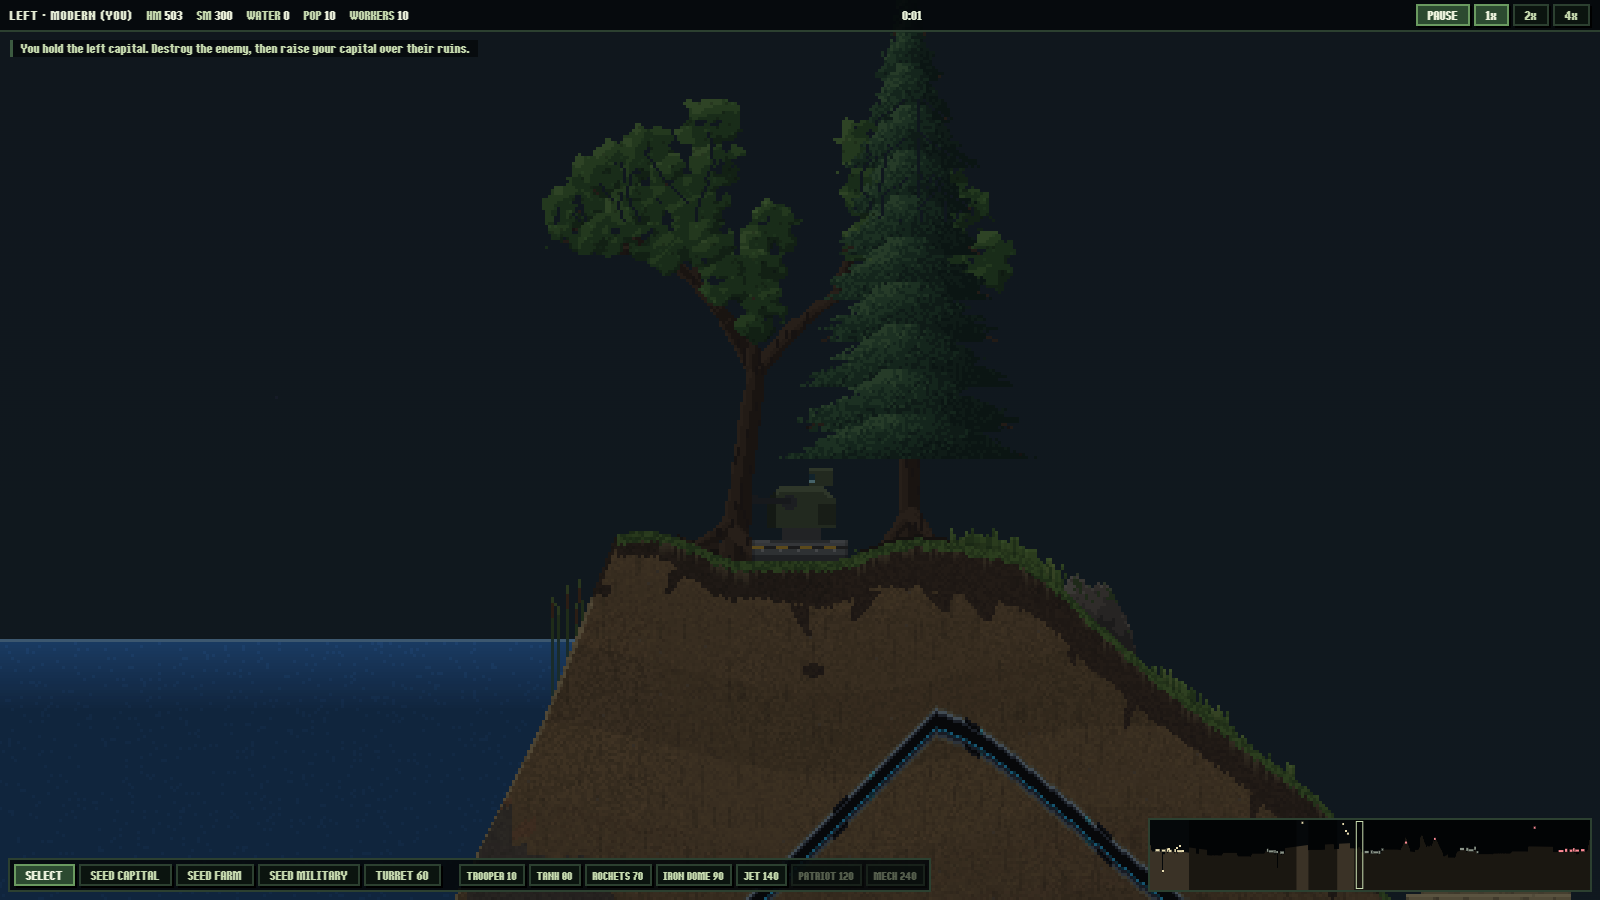 LEFT · MODERN (YOU) HM 503 SM 300 WATER 0 POP 10 WORKERS 10 0:01 PAUSE 1x 2x 4x
You hold the left capital. Destroy the enemy, then raise your capital over their ruins.
SELECT SEED CAPITAL SEED FARM SEED MILITARY TURRET 60 TROOPER 10 TANK 80 ROCKETS 70 IRON DOME 90 JET 140 PATRIOT 120 MECH 240